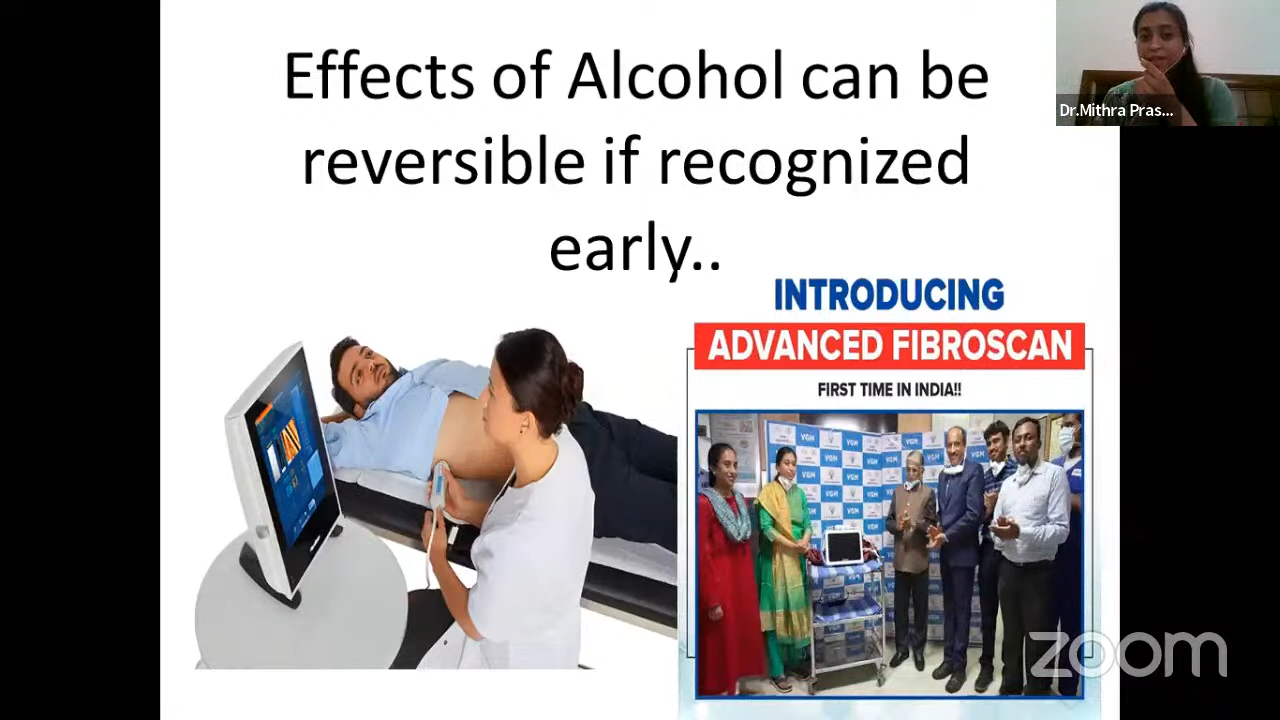 Effects of Alcohol can be
reversible if recognized
early..
Dr.Mithra Pras...
INTRODUCING
ADVANCED FIBROSCAN
FIRST TIME IN INDIA!!
VGM
zoom